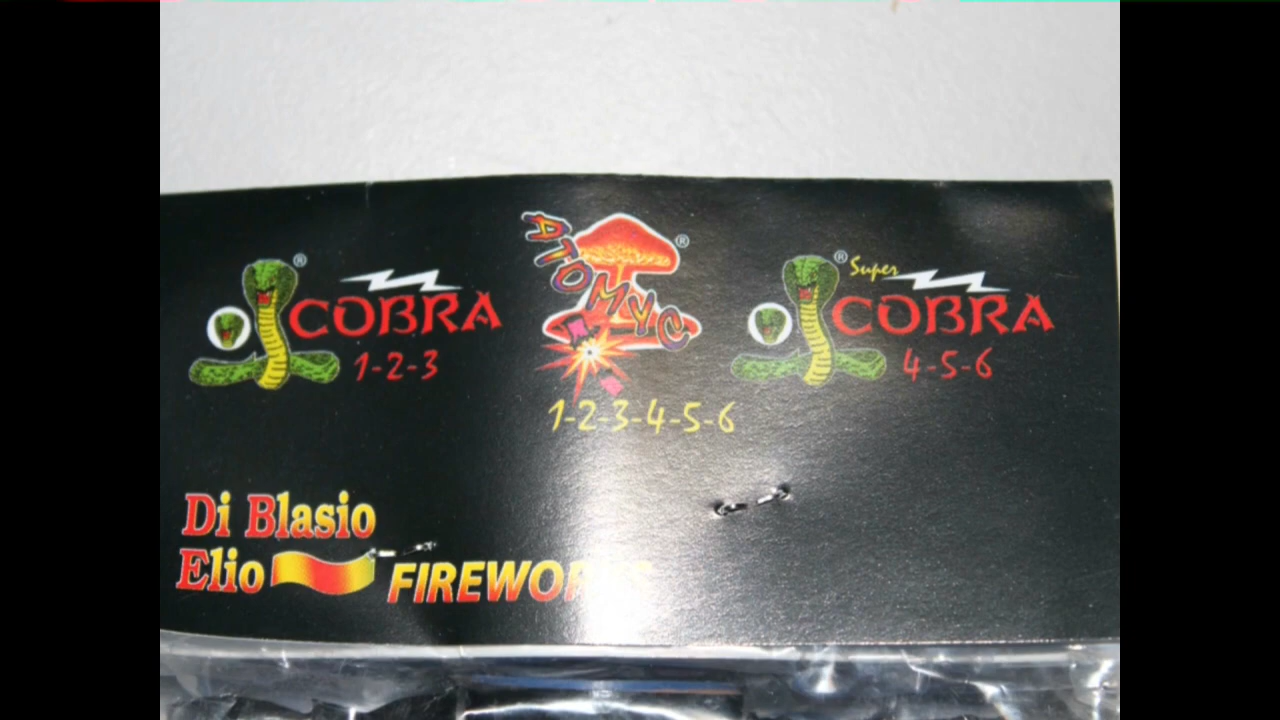 ® COBRA
1-2-3
ATOMYC ®
1-2-3-4-5-6
® Super
COBRA
4-5-6
Di Blasio
Elio FIREWORKS